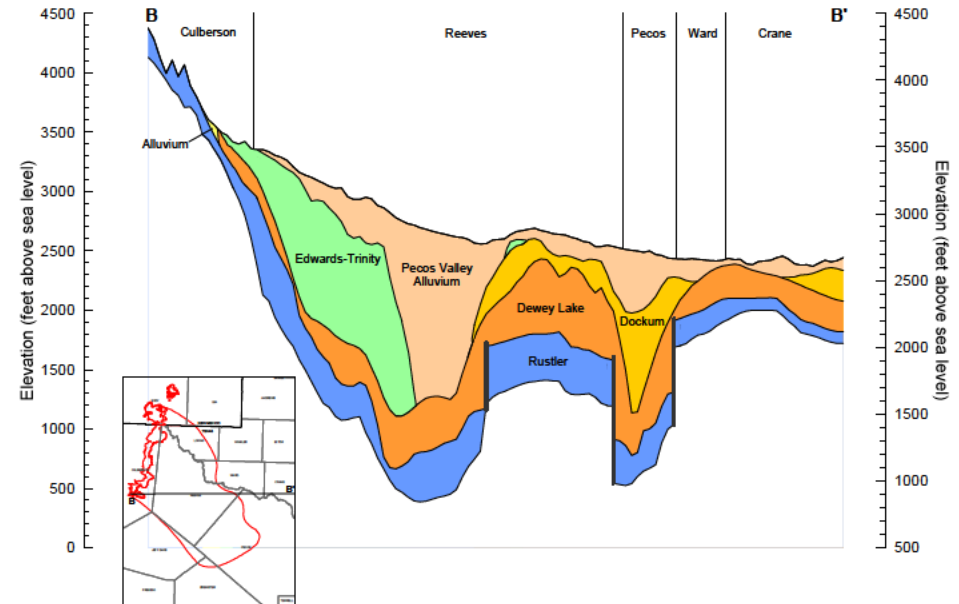 B
B'
Culberson
Reeves
Pecos
Ward
Crane
4500
4000
3500
3000
2500
2000
1500
1000
500
0
Elevation (feet above sea level)
4500
4000
3500
3000
2500
2000
1500
1000
500
Elevation (feet above sea level)
Alluvium
Edwards-Trinity
Pecos Valley
Alluvium
Dewey Lake
Dockum
Rustler
B
B'